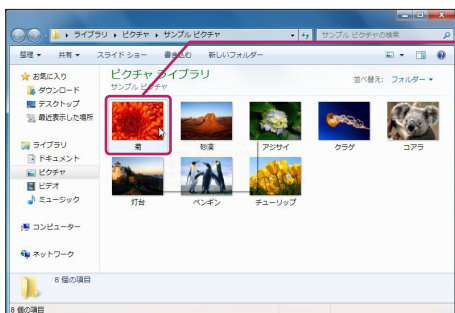 ライブラリ ▸ ピクチャ ▸ サンプル ピクチャ
サンプル ピクチャの検索
整理 共有 スライド ショー 書き込む 新しいフォルダー
お気に入り
ダウンロード
デスクトップ
最近表示した場所
ライブラリ
ドキュメント
ピクチャ
ビデオ
ミュージック
コンピューター
ネットワーク
ピクチャ ライブラリ
サンプル ピクチャ
並べ替え: フォルダー
菊 砂漠 アジサイ クラゲ コアラ
灯台 ペンギン チューリップ
8 個の項目
8 個の項目